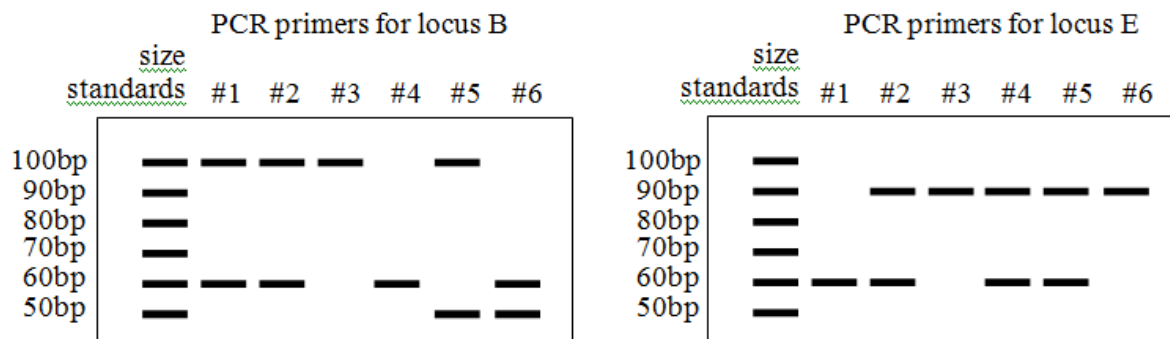 PCR primers for locus B
size
standards #1 #2 #3 #4 #5 #6
100bp
90bp
80bp
70bp
60bp
50bp
PCR primers for locus E
size
standards #1 #2 #3 #4 #5 #6
100bp
90bp
80bp
70bp
60bp
50bp